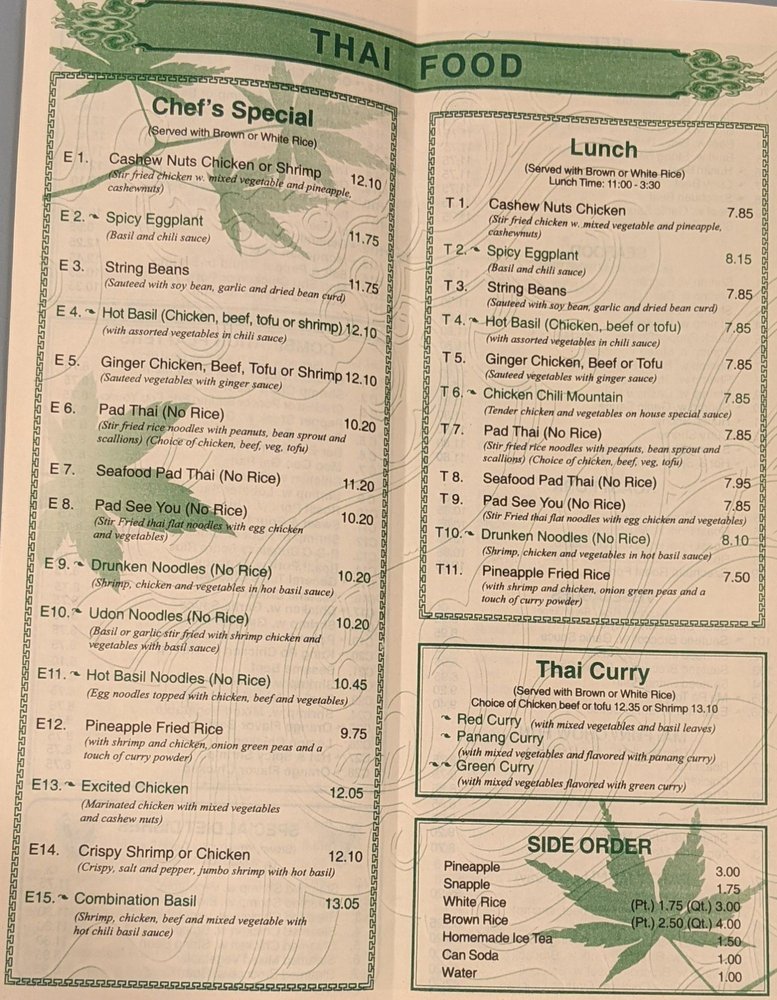 THAI FOOD
Chef's Special
(Served with Brown or White Rice)
E 1. Cashew Nuts Chicken or Shrimp 12.10
(Stir fried chicken w. mixed vegetable and pineapple,
cashewnuts)
E 2. Spicy Eggplant 11.75
(Basil and chili sauce)
E 3. String Beans 11.75
(Sauteed with soy bean, garlic and dried bean curd)
E 4. Hot Basil (Chicken, beef, tofu or shrimp) 12.10
(with assorted vegetables in chili sauce)
E 5. Ginger Chicken, Beef, Tofu or Shrimp 12.10
(Sauteed vegetables with ginger sauce)
E 6. Pad Thai (No Rice) 10.20
(Stir fried rice noodles with peanuts, bean sprout and
scallions) (Choice of chicken, beef, veg, tofu)
E 7. Seafood Pad Thai (No Rice) 11.20
E 8. Pad See You (No Rice) 10.20
(Stir Fried thai flat noodles with egg chicken
and vegetables)
E 9. Drunken Noodles (No Rice) 10.20
(Shrimp, chicken and vegetables in hot basil sauce)
E10. Udon Noodles (No Rice) 10.20
(Basil or garlic stir fried with shrimp chicken and
vegetables with basil sauce)
E11. Hot Basil Noodles (No Rice) 10.45
(Egg noodles topped with chicken, beef and vegetables)
E12. Pineapple Fried Rice 9.75
(with shrimp and chicken, onion green peas and a
touch of curry powder)
E13. Excited Chicken 12.05
(Marinated chicken with mixed vegetables
and cashew nuts)
E14. Crispy Shrimp or Chicken 12.10
(Crispy, salt and pepper, jumbo shrimp with hot basil)
E15. Combination Basil 13.05
(Shrimp, chicken, beef and mixed vegetable with
hot chili basil sauce)
Lunch
(Served with Brown or White Rice)
Lunch Time: 11:00 - 3:30
T 1. Cashew Nuts Chicken 7.85
(Stir fried chicken w. mixed vegetable and pineapple,
cashewnuts)
T 2. Spicy Eggplant 8.15
(Basil and chili sauce)
T 3. String Beans 7.85
(Sauteed with soy bean, garlic and dried bean curd)
T 4. Hot Basil (Chicken, beef or tofu) 7.85
(with assorted vegetables in chili sauce)
T 5. Ginger Chicken, Beef or Tofu 7.85
(Sauteed vegetables with ginger sauce)
T 6. Chicken Chili Mountain 7.85
(Tender chicken and vegetables on house special sauce)
T 7. Pad Thai (No Rice) 7.85
(Stir fried rice noodles with peanuts, bean sprout and
scallions) (Choice of chicken, beef, veg, tofu)
T 8. Seafood Pad Thai (No Rice) 7.95
T 9. Pad See You (No Rice) 7.85
(Stir Fried thai flat noodles with egg chicken and vegetables)
T10. Drunken Noodles (No Rice) 8.10
(Shrimp, chicken and vegetables in hot basil sauce)
T11. Pineapple Fried Rice 7.50
(with shrimp and chicken, onion green peas and a
touch of curry powder)
Thai Curry
(Served with Brown or White Rice)
Choice of Chicken beef or tofu 12.35 or Shrimp 13.10
Red Curry (with mixed vegetables and basil leaves)
Panang Curry
(with mixed vegetables and flavored with panang curry)
Green Curry
(with mixed vegetables flavored with green curry)
SIDE ORDER
Pineapple 3.00
Snapple 1.75
White Rice (Pt.) 1.75 (Qt.) 3.00
Brown Rice (Pt.) 2.50 (Qt.) 4.00
Homemade Ice Tea 1.50
Can Soda 1.00
Water 1.00